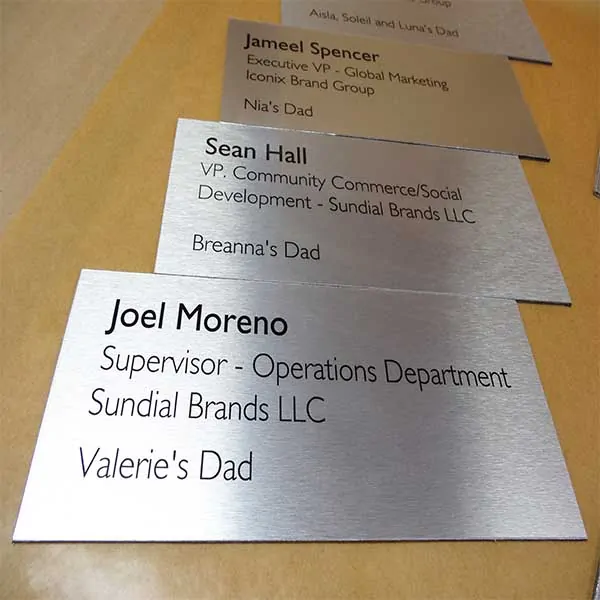 Group
Aisla, Soleil and Luna's Dad
Jameel Spencer
Executive VP - Global Marketing
Iconix Brand Group
Nia's Dad
Sean Hall
VP. Community Commerce/Social
Development - Sundial Brands LLC
Breanna's Dad
Joel Moreno
Supervisor - Operations Department
Sundial Brands LLC
Valerie's Dad